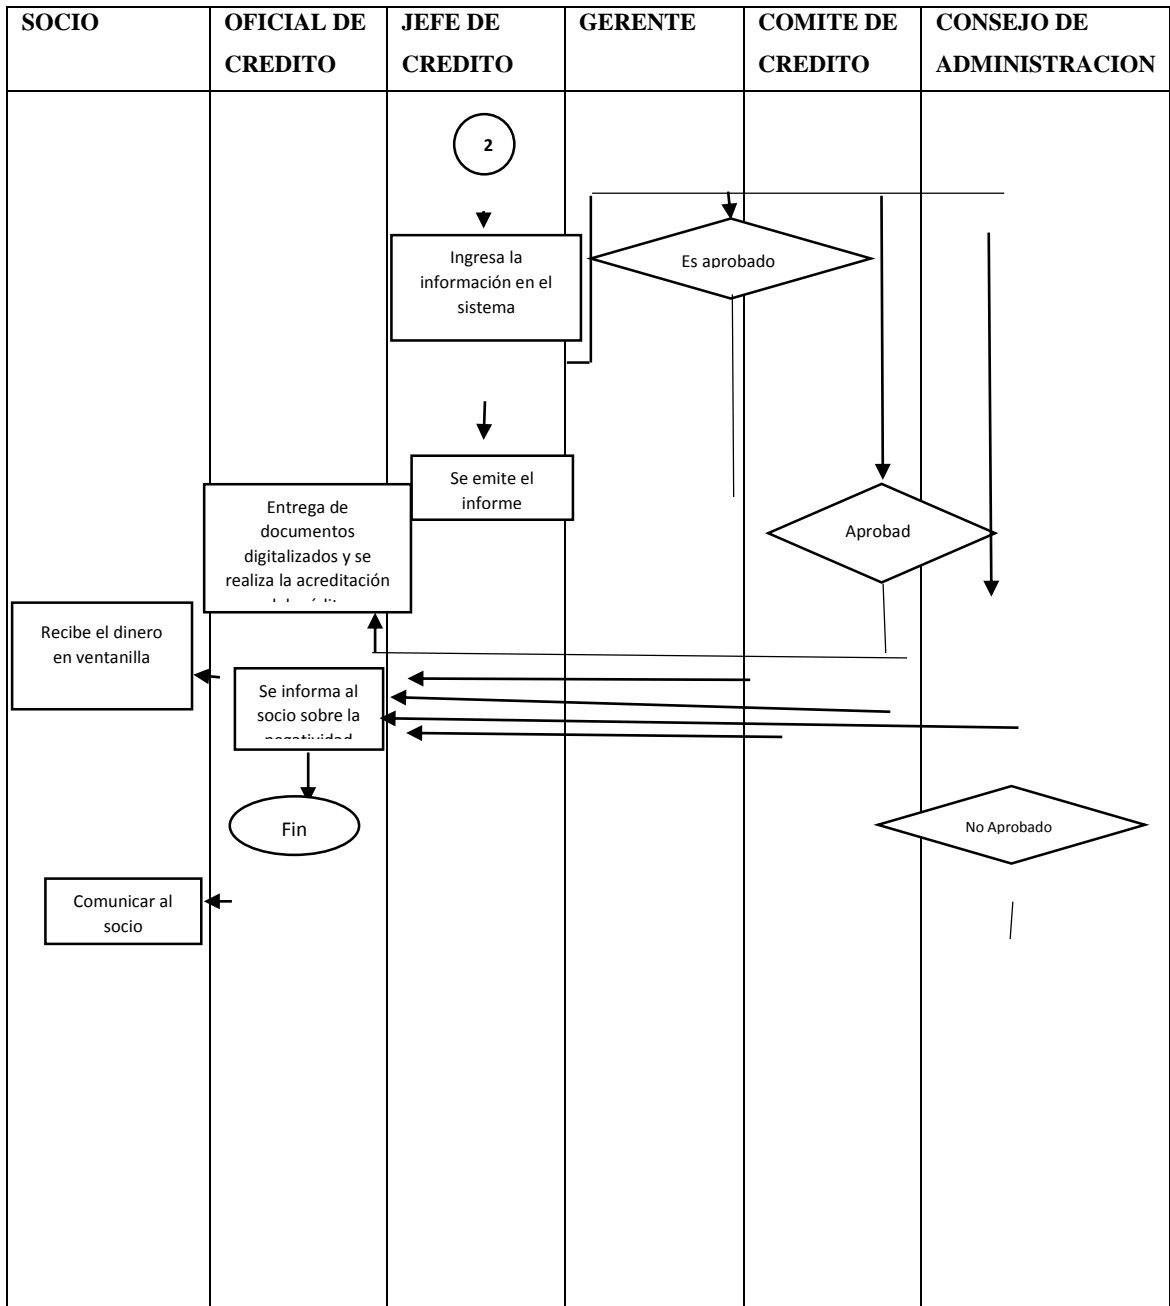 SOCIO
OFICIAL DE
CREDITO
JEFE DE
CREDITO
GERENTE
COMITE DE
CREDITO
CONSEJO DE
ADMINISTRACION
2
Ingresa la
información en el
sistema
Es aprobado
Se emite el
informe
Entrega de
documentos
digitalizados y se
realiza la acreditación
Aprobad
Recibe el dinero
en ventanilla
Se informa al
socio sobre la
negatividad
Fin
No Aprobado
Comunicar al
socio